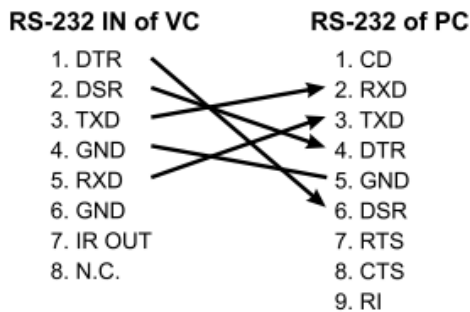 RS-232 IN of VC
1. DTR
2. DSR
3. TXD
4. GND
5. RXD
6. GND
7. IR OUT
8. N.C.
RS-232 of PC
1. CD
2. RXD
3. TXD
4. DTR
5. GND
6. DSR
7. RTS
8. CTS
9. RI